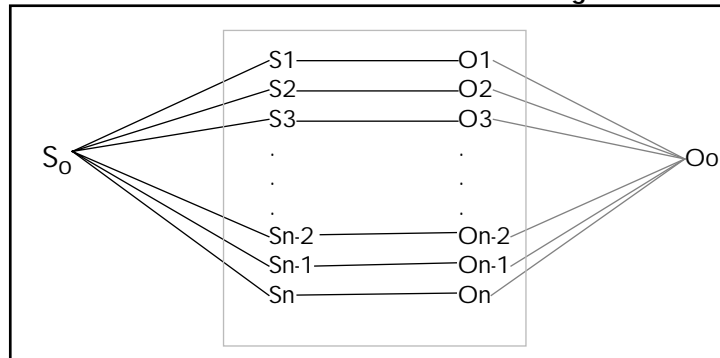 S1 O1
S2 O2
S3 O3
So Oo
. .
. .
. .
Sn-2 On-2
Sn-1 On-1
Sn On